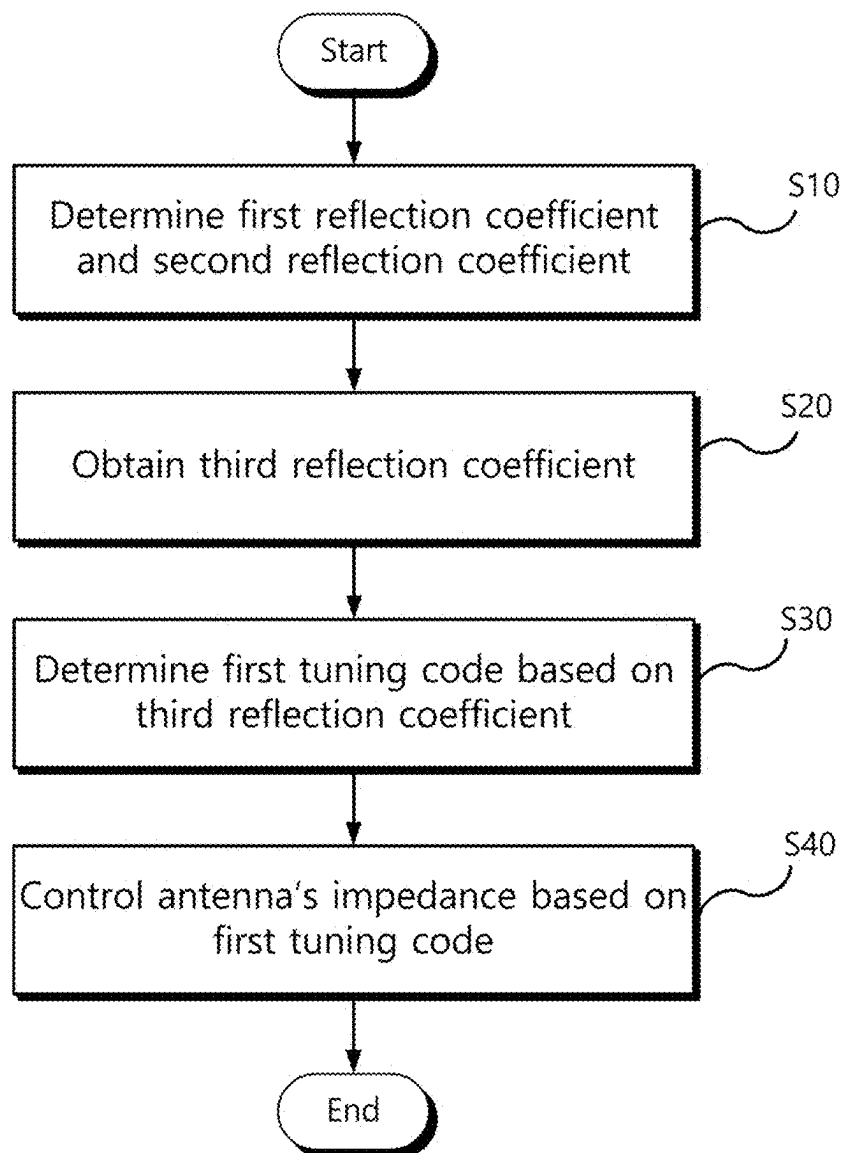 Start
S10
Determine first reflection coefficient
and second reflection coefficient
S20
Obtain third reflection coefficient
S30
Determine first tuning code based on
third reflection coefficient
S40
Control antenna's impedance based on
first tuning code
End